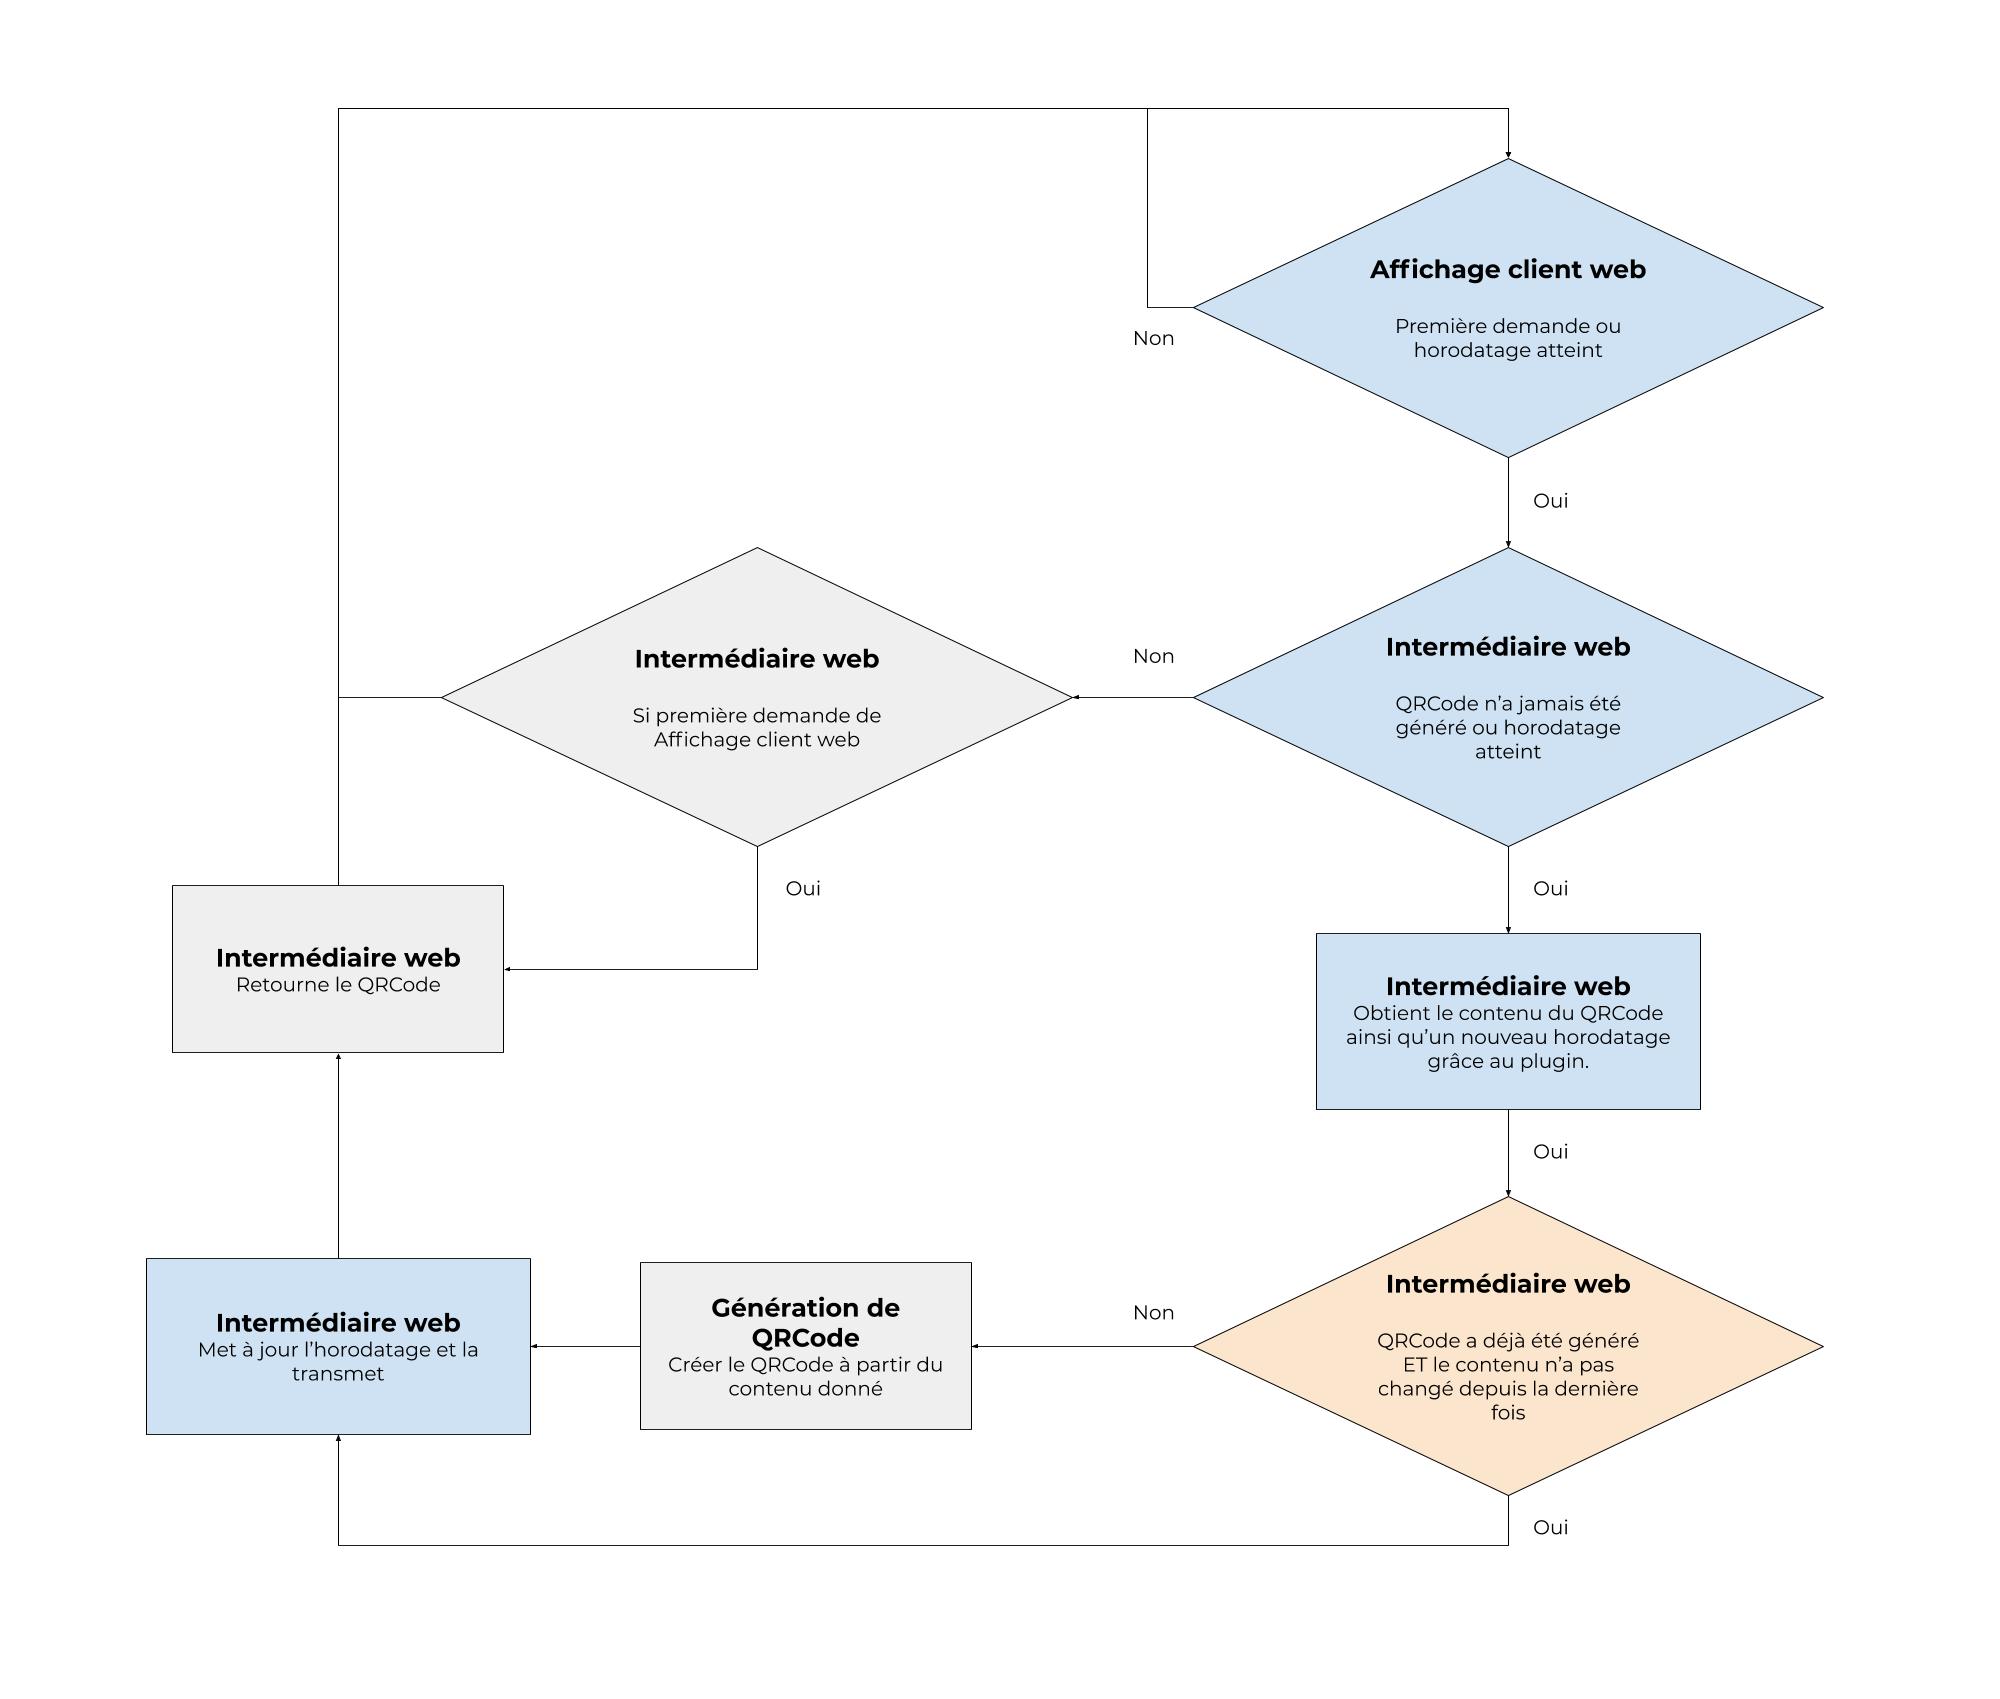 Affichage client web
Première demande ou
horodatage atteint
Non
Oui
Intermédiaire web
QRCode n’a jamais été
généré ou horodatage
atteint
Non
Intermédiaire web
Si première demande de
Affichage client web
Oui
Oui
Intermédiaire web
Retourne le QRCode
Intermédiaire web
Obtient le contenu du QRCode
ainsi qu’un nouveau horodatage
grâce au plugin.
Oui
Intermédiaire web
QRCode a déjà été généré
ET le contenu n’a pas
changé depuis la dernière
fois
Non
Oui
Génération de
QRCode
Créer le QRCode à partir du
contenu donné
Intermédiaire web
Met à jour l’horodatage et la
transmet